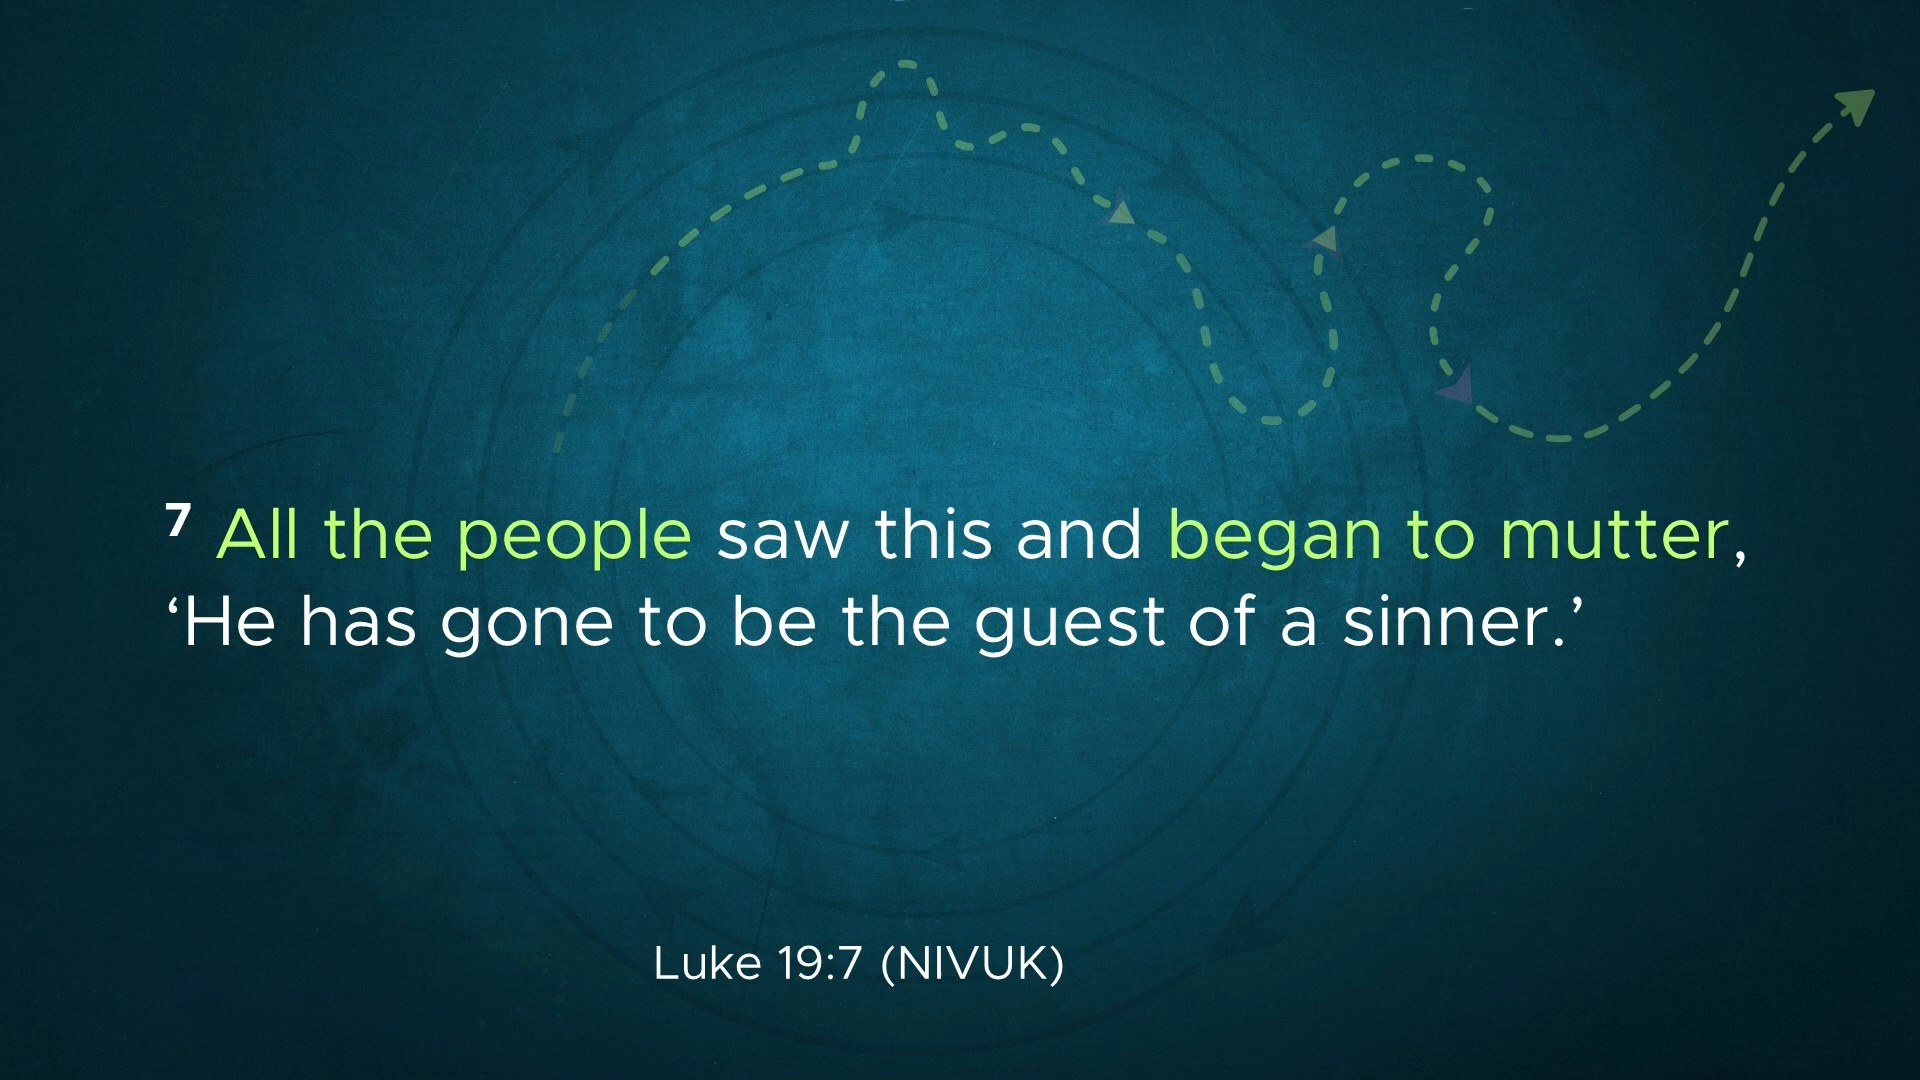 7 All the people saw this and began to mutter,
‘He has gone to be the guest of a sinner.’
Luke 19:7 (NIVUK)